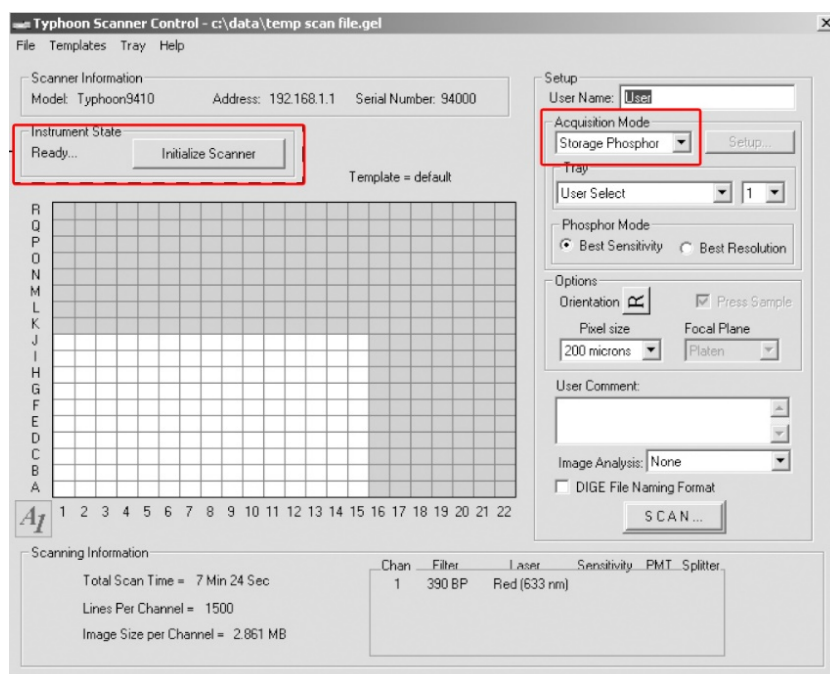 Typhoon Scanner Control - c:\data\temp scan file.gel
File Templates Tray Help
Scanner Information
Model: Typhoon9410 Address: 192.168.1.1 Serial Number: 94000
Instrument State
Ready... Initialize Scanner
Template = default
R
Q
P
O
N
M
L
K
J
I
H
G
F
E
D
C
B
A
A1 1 2 3 4 5 6 7 8 9 10 11 12 13 14 15 16 17 18 19 20 21 22
Setup
User Name: User
Acquisition Mode
Storage Phosphor Setup...
Tray
User Select 1
Phosphor Mode
Best Sensitivity Best Resolution
Options
Orientation R Press Sample
Pixel size Focal Plane
200 microns Platen
User Comment:
Image Analysis: None
DIGE File Naming Format
SCAN...
Scanning Information
Total Scan Time = 7 Min 24 Sec
Lines Per Channel = 1500
Image Size per Channel = 2.861 MB
Chan Filter Laser Sensitivity PMT Splitter
1 390 BP Red (633 nm)